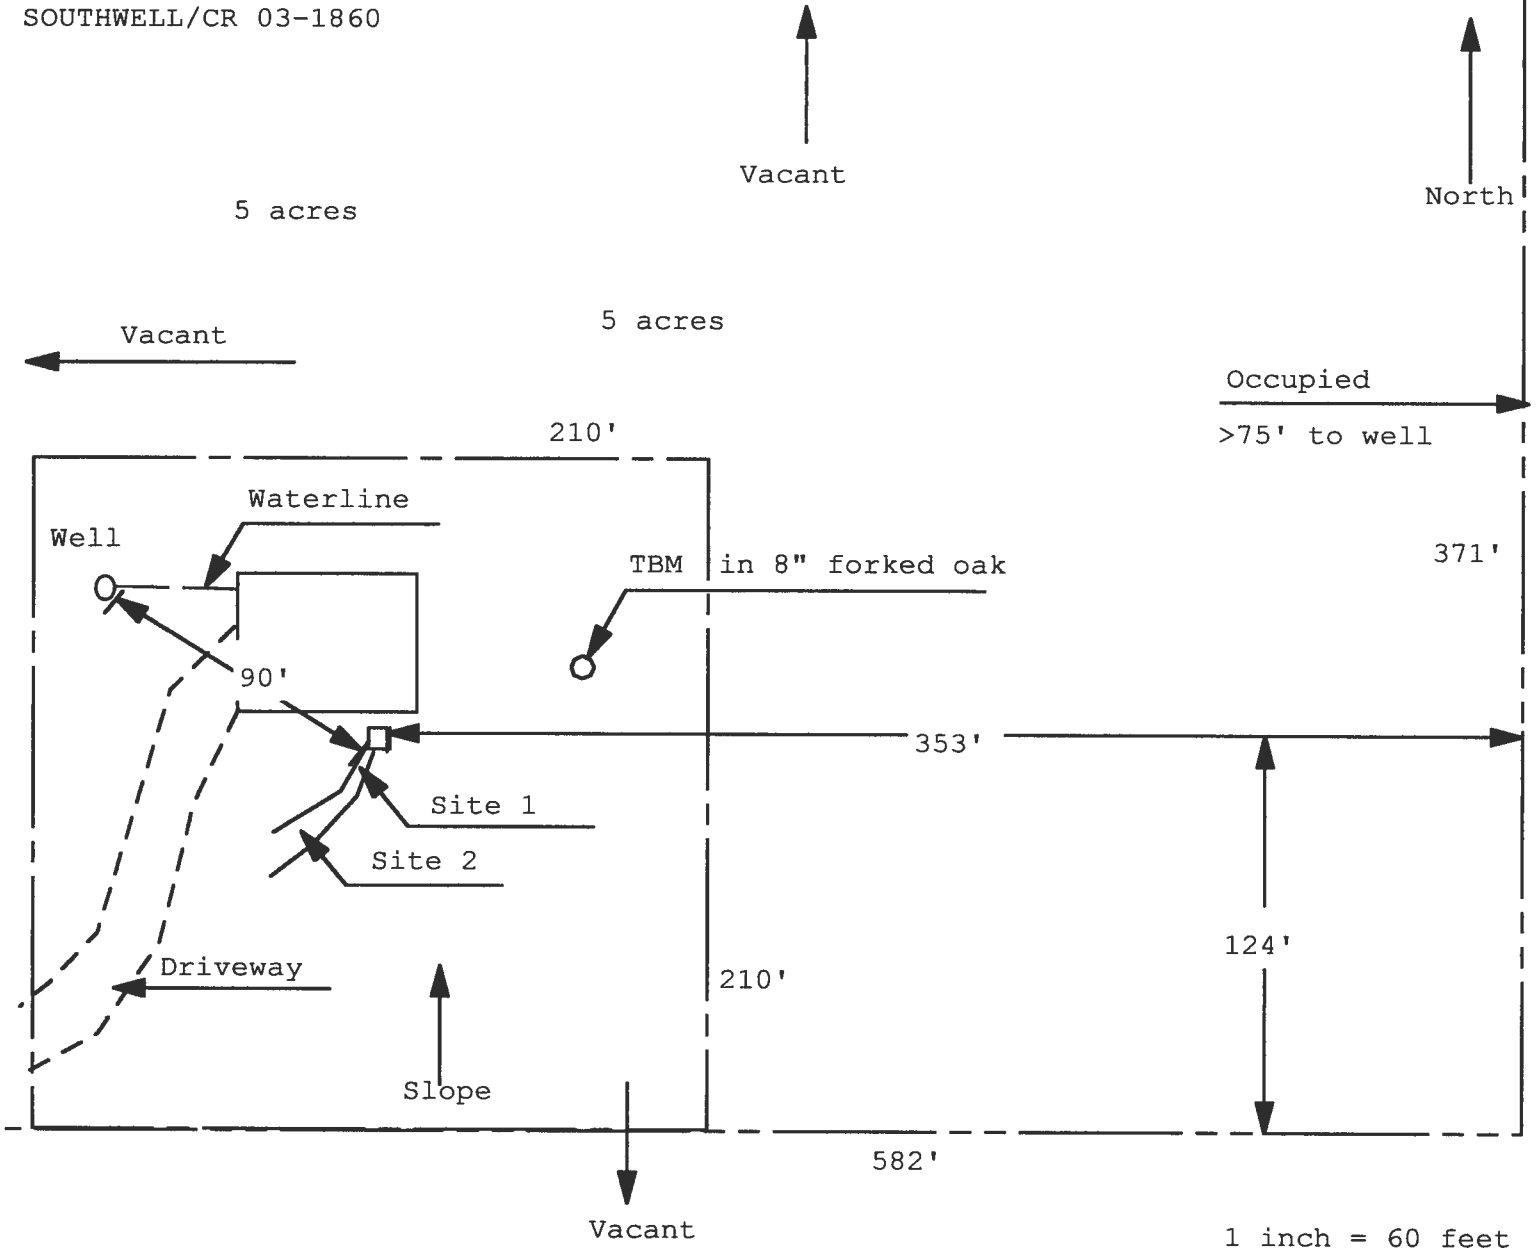 SOUTHWELL/CR 03-1860
Vacant
North
5 acres
5 acres
Vacant
Occupied
>75' to well
210'
Waterline
Well
371'
TBM in 8" forked oak
90'
353'
Site 1
Site 2
124'
Driveway
210'
Slope
582'
Vacant
1 inch = 60 feet